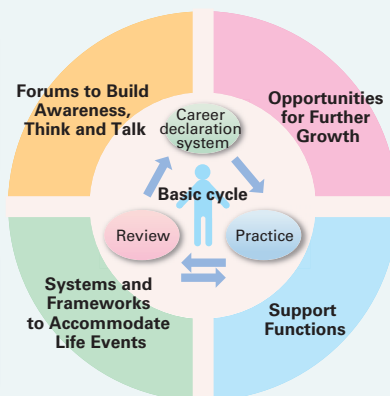 Forums to Build
Awareness,
Think and Talk
Opportunities
for Further
Growth
Career
declaration
system
Basic cycle
Review
Practice
Systems and
Frameworks
to Accommodate
Life Events
Support
Functions